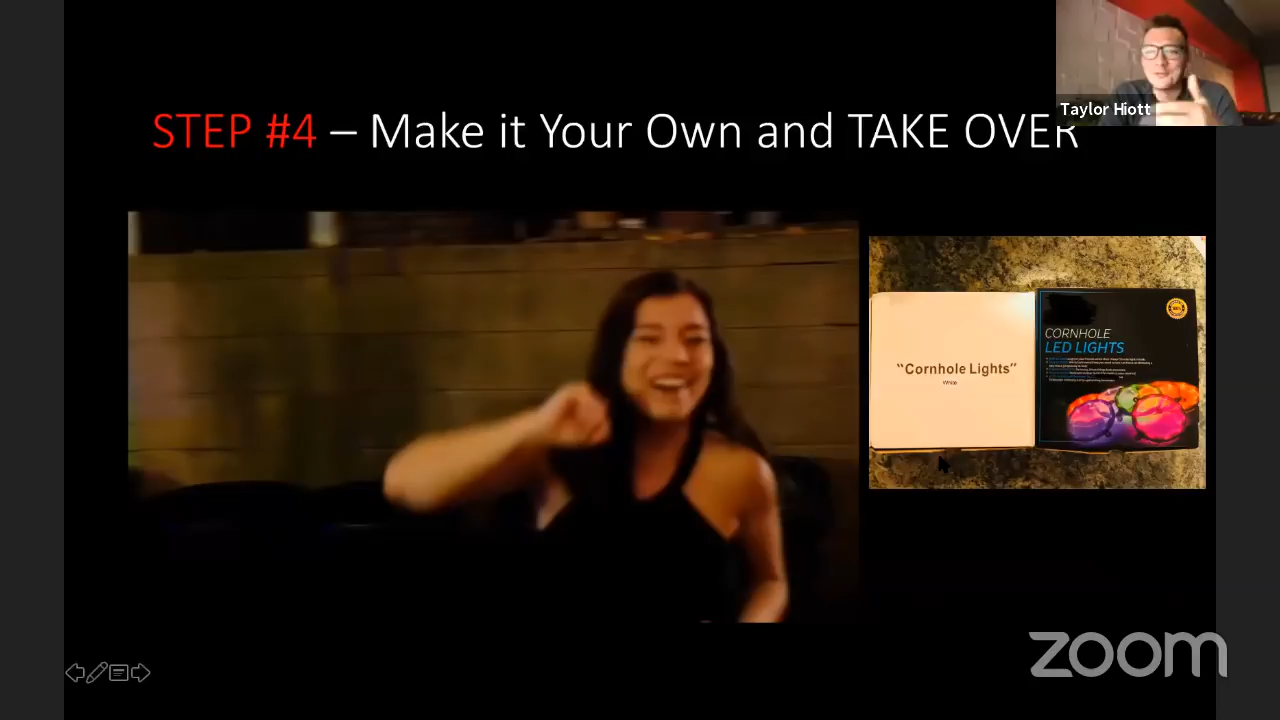 STEP #4 – Make it Your Own and TAKE OVER
Taylor Hiott
"Cornhole Lights"
White
CORNHOLE
LED LIGHTS
zoom